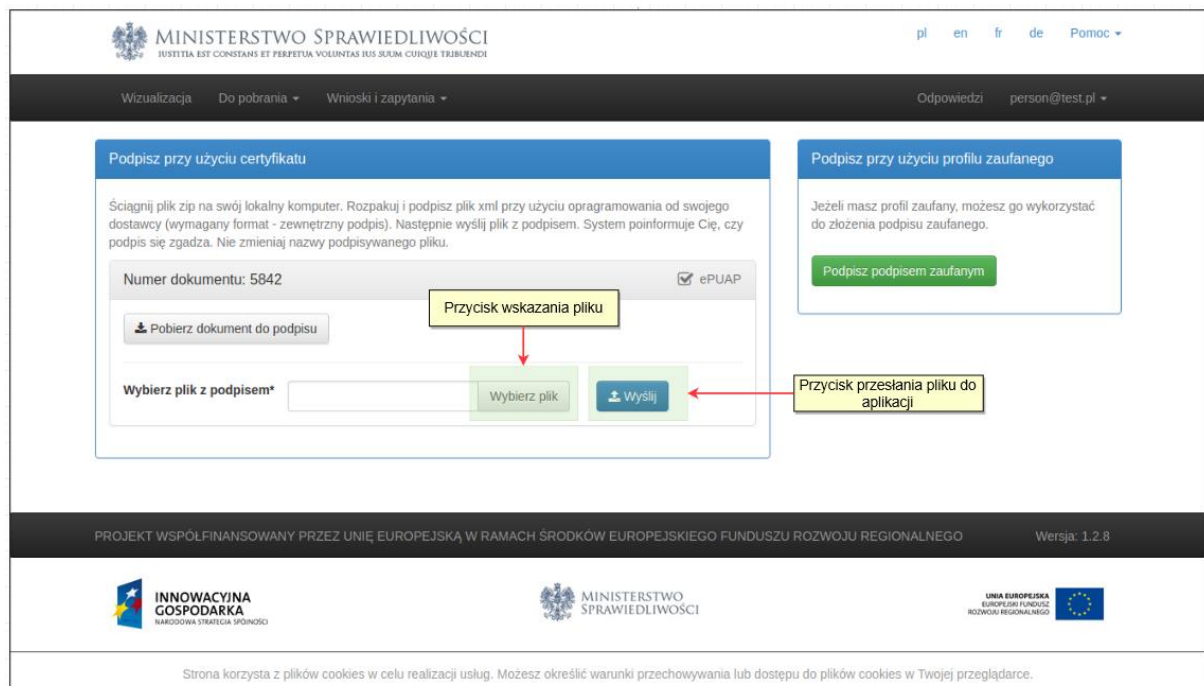 MINISTERSTWO SPRAWIEDLIWOŚCI
IUSTITIA EST CONSTANS ET PERPETUA VOLUNTAS IUS SUUM CUIQUE TRIBUENDI
pl en fr de Pomoc
Wizualizacja Do pobrania Wnioski i zapytania Odpowiedzi person@test.pl
Podpisz przy użyciu certyfikatu
Ściągnij plik zip na swój lokalny komputer. Rozpakuj i podpisz plik xml przy użyciu opragramowania od swojego
dostawcy (wymagany format - zewnętrzny podpis). Następnie wyślij plik z podpisem. System poinformuje Cię, czy
podpis się zgadza. Nie zmieniaj nazwy podpisywanego pliku.
Numer dokumentu: 5842 ePUAP
Przycisk wskazania pliku
Pobierz dokument do podpisu
Wybierz plik z podpisem* Wybierz plik Wyślij
Przycisk przesłania pliku do
aplikacji
Podpisz przy użyciu profilu zaufanego
Jeżeli masz profil zaufany, możesz go wykorzystać
do złożenia podpisu zaufanego.
Podpisz podpisem zaufanym
PROJEKT WSPÓŁFINANSOWANY PRZEZ UNIĘ EUROPEJSKĄ W RAMACH ŚRODKÓW EUROPEJSKIEGO FUNDUSZU ROZWOJU REGIONALNEGO Wersja: 1.2.8
INNOWACYJNA
GOSPODARKA
NARODOWA STRATEGIA SPÓJNOŚCI
MINISTERSTWO
SPRAWIEDLIWOŚCI
UNIA EUROPEJSKA
EUROPEJSKI FUNDUSZ
ROZWOJU REGIONALNEGO
Strona korzysta z plików cookies w celu realizacji usług. Możesz określić warunki przechowywania lub dostępu do plików cookies w Twojej przeglądarce.